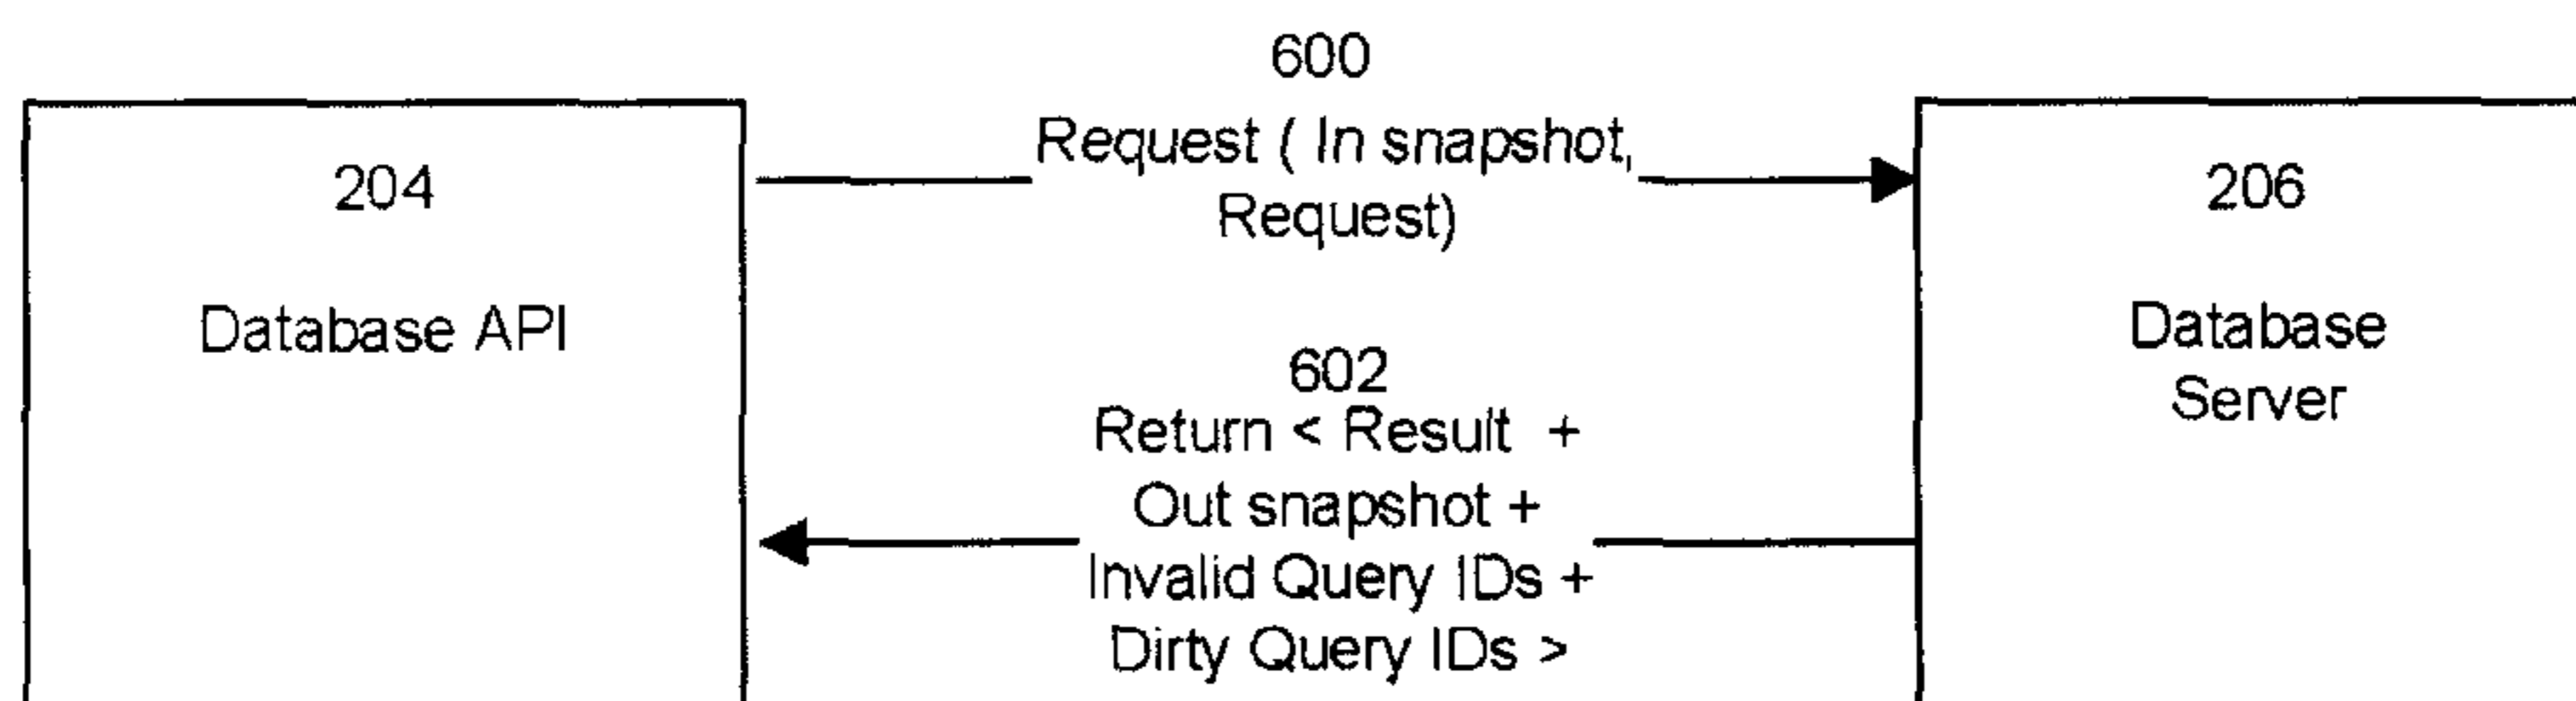 600
Request ( In snapshot,
Request)
204
Database API
206
Database
Server
602
Return < Result +
Out snapshot +
Invalid Query IDs +
Dirty Query IDs >